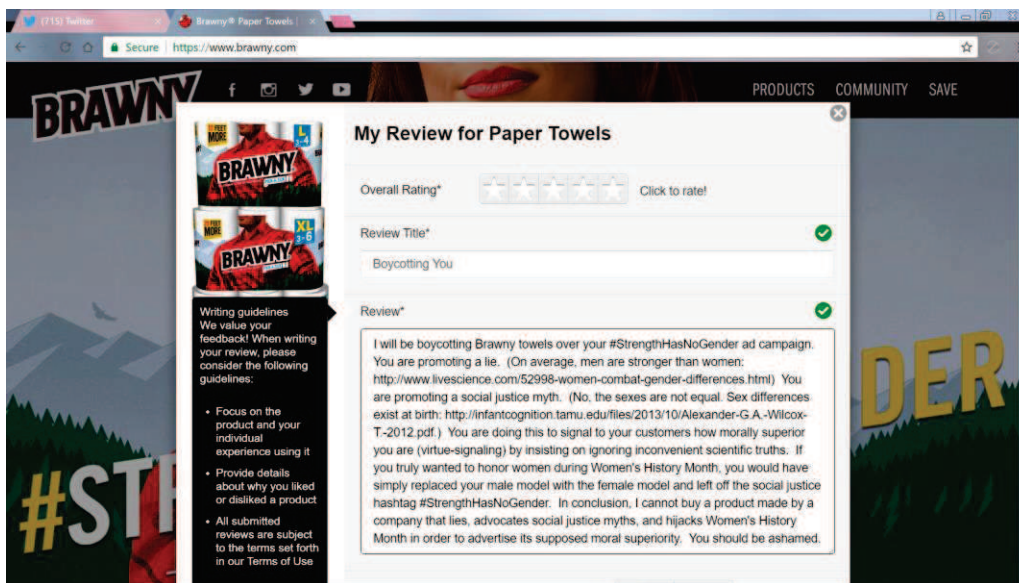 (715) Twitter
Brawny® Paper Towels |
Secure
https://www.brawny.com
BRAWNY
PRODUCTS
COMMUNITY
SAVE
MORE
L
BRAWNY
MORE
XL
BRAWNY
My Review for Paper Towels
Overall Rating*
Click to rate!
Review Title*
Boycotting You
Writing guidelines
We value your
feedback! When writing
your review, please
consider the following
guidelines:
• Focus on the
product and your
individual
experience using it
• Provide details
about why you liked
or disliked a product
• All submitted
reviews are subject
to the terms set forth
in our Terms of Use
Review*
I will be boycotting Brawny towels over your #StrengthHasNoGender ad campaign.
You are promoting a lie. (On average, men are stronger than women:
http://www.livescience.com/52998-women-combat-gender-differences.html) You
are promoting a social justice myth. (No, the sexes are not equal. Sex differences
exist at birth: http://infantcognition.tamu.edu/files/2013/10/Alexander-G.A.-Wilcox-
T.-2012.pdf.) You are doing this to signal to your customers how morally superior
you are (virtue-signaling) by insisting on ignoring inconvenient scientific truths. If
you truly wanted to honor women during Women's History Month, you would have
simply replaced your male model with the female model and left off the social justice
hashtag #StrengthHasNoGender. In conclusion, I cannot buy a product made by a
company that lies, advocates social justice myths, and hijacks Women's History
Month in order to advertise its supposed moral superiority. You should be ashamed.
#ST
DER